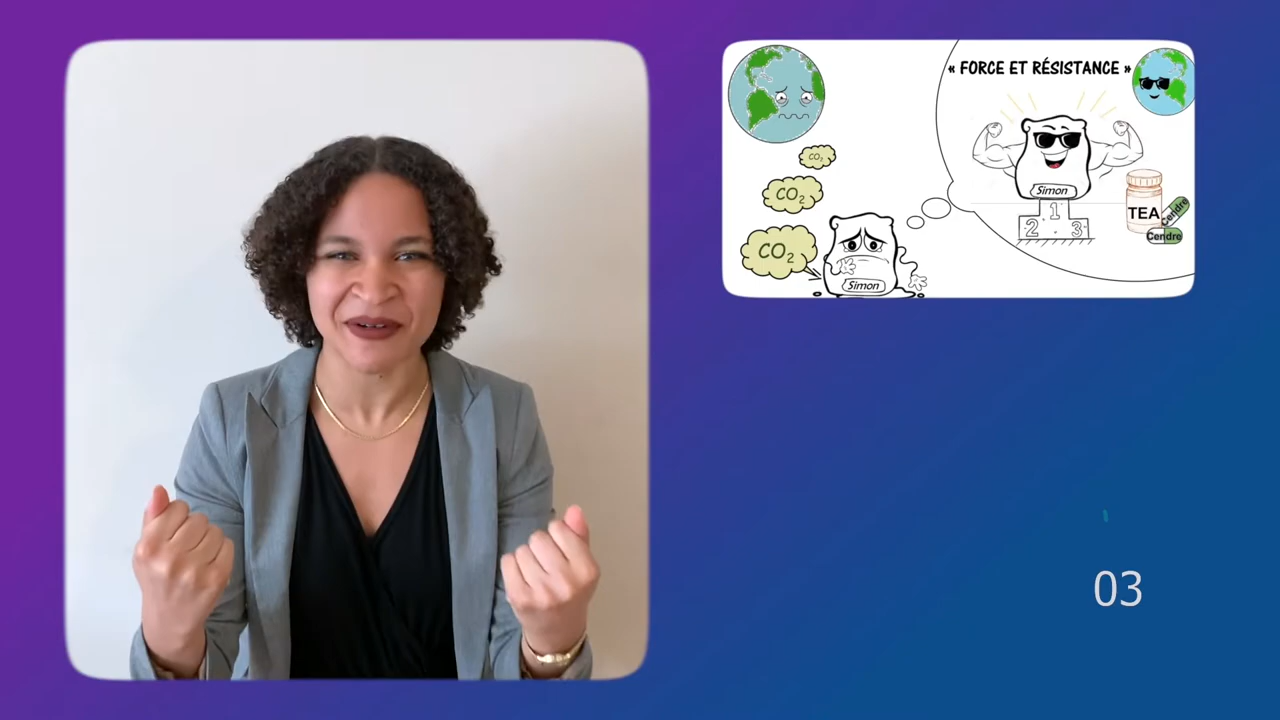 « FORCE ET RÉSISTANCE »
CO₂
CO₂
CO₂
Simon
Simon
1
2
3
TEA
Cendre
Cendre
03